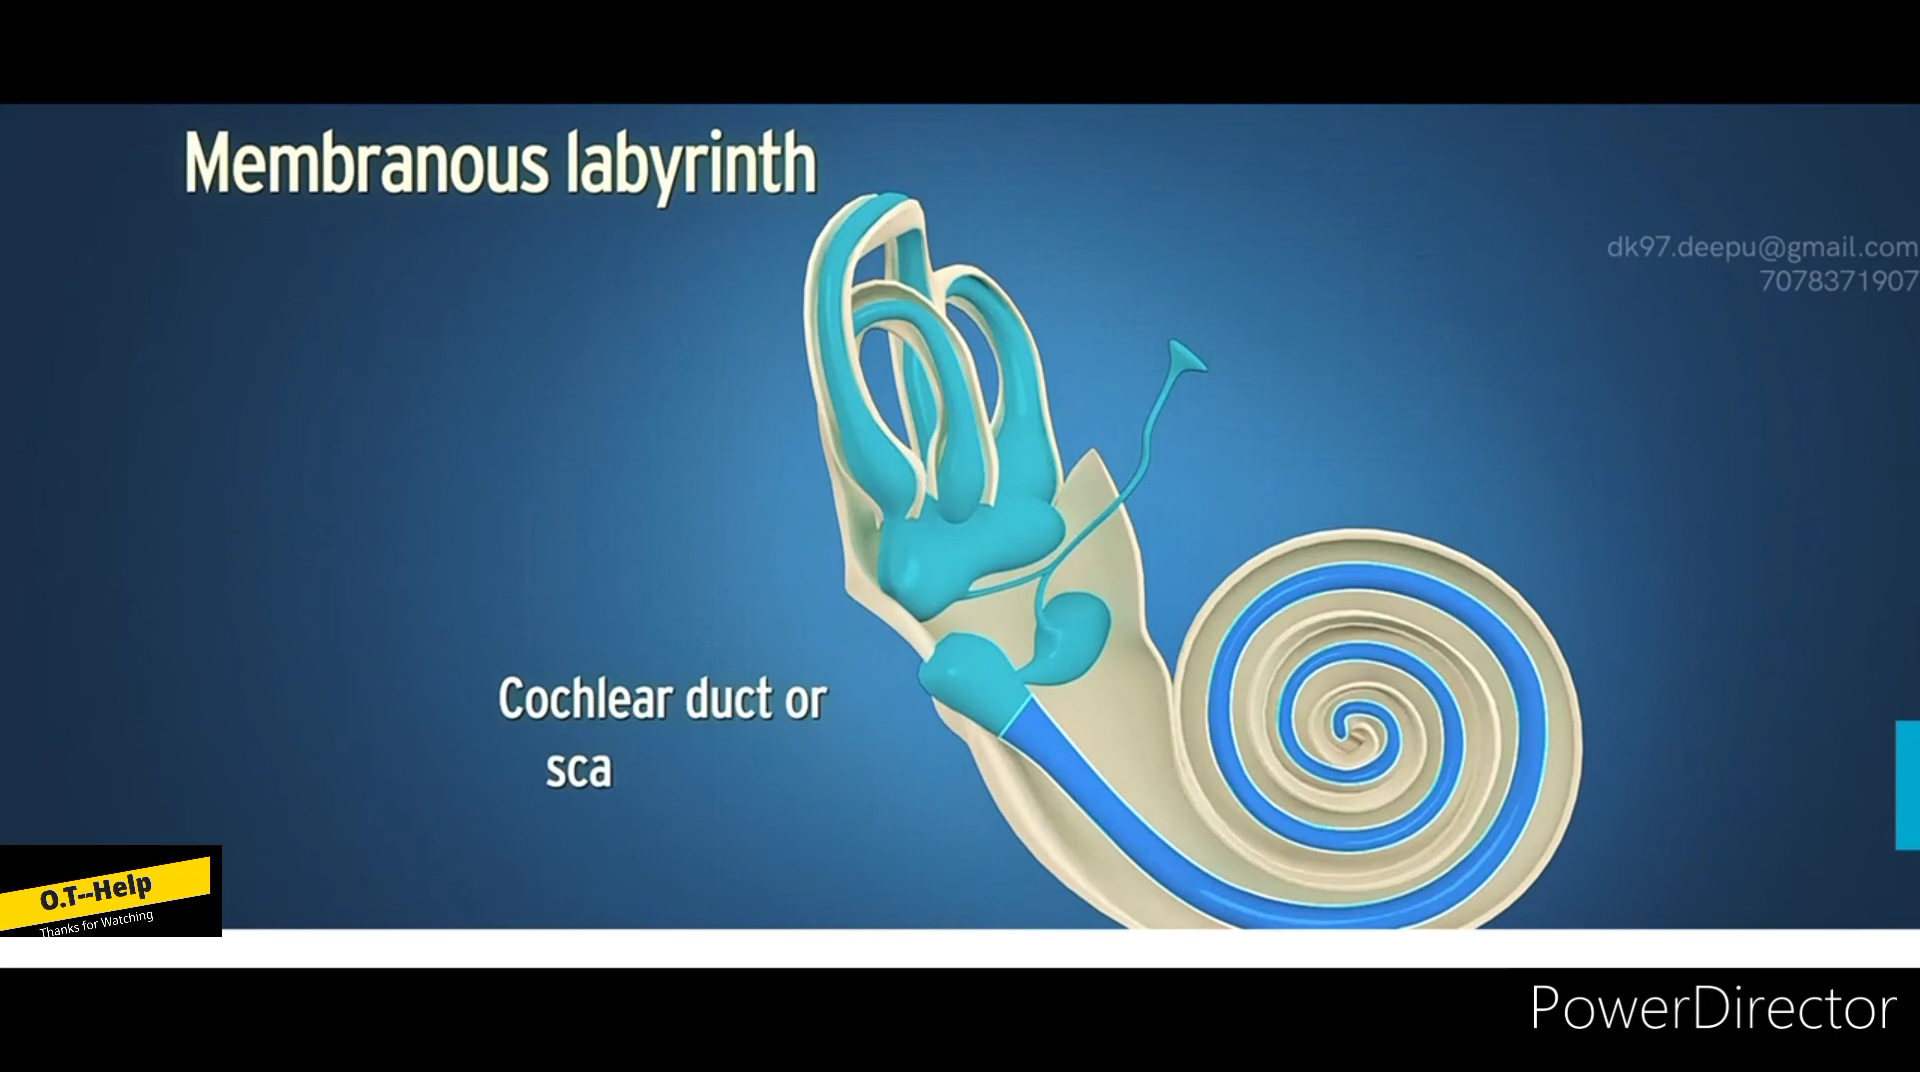 Membranous labyrinth
dk97.deepu@gmail.com
7078371907
Cochlear duct or
sca
O.T--Help
Thanks for Watching
PowerDirector